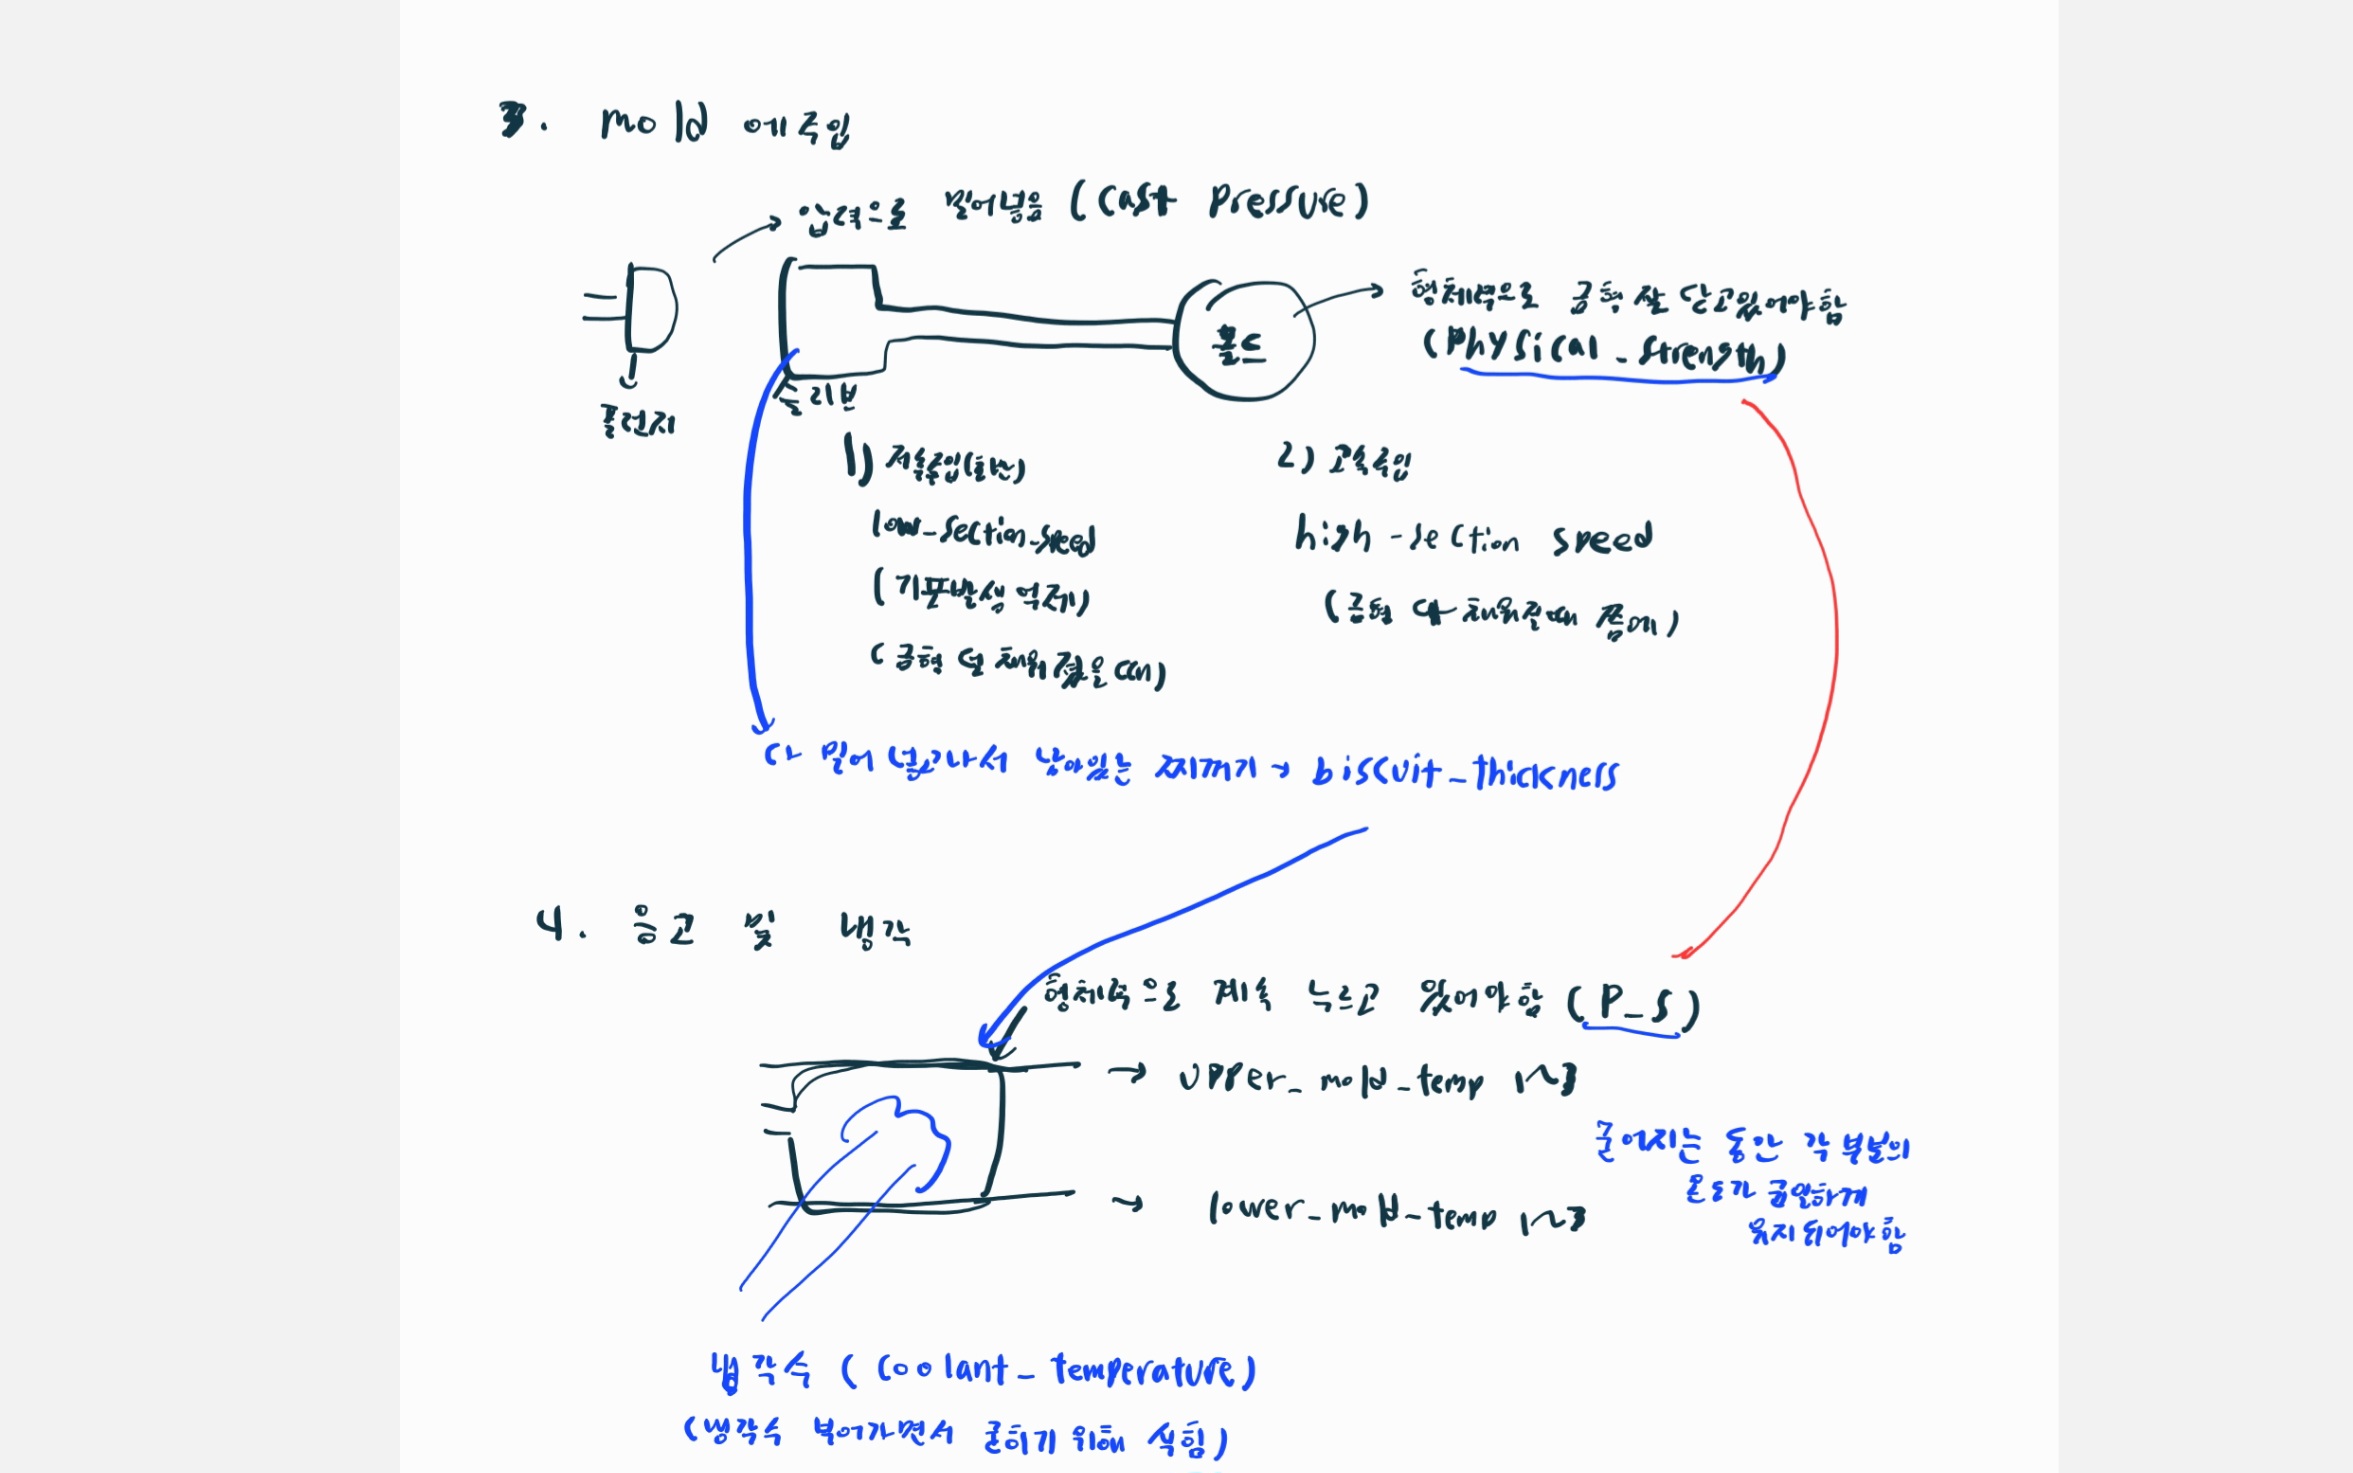 3. mold 에 주입
압력으로 밀어넣음 (Cast pressure)
형체력으로 금형 잘 닫고있어야함
(Physical_strength)
몰드
슬리브
플런저
1) 저속주입(초반)
low_section_speed
(기포발생 억제)
(금형 덜 채워졌을 때)
2) 고속주입
high-section speed
(금형 다 채워질때 쯤에)
다 밀어 넣고나서 남아있는 찌꺼기 → biscuit_thickness
4. 응고 및 냉각
형체력으로 계속 누르고 있어야함 (P_S)
→ upper_mold_temp 1~3
→ lower_mold_temp 1~3
굳어지는 동안 각 부분의
온도가 균일하게
유지되어야함
냉각수 (coolant_temperature)
(냉각수 부어가면서 굳히기 위해 식힘)